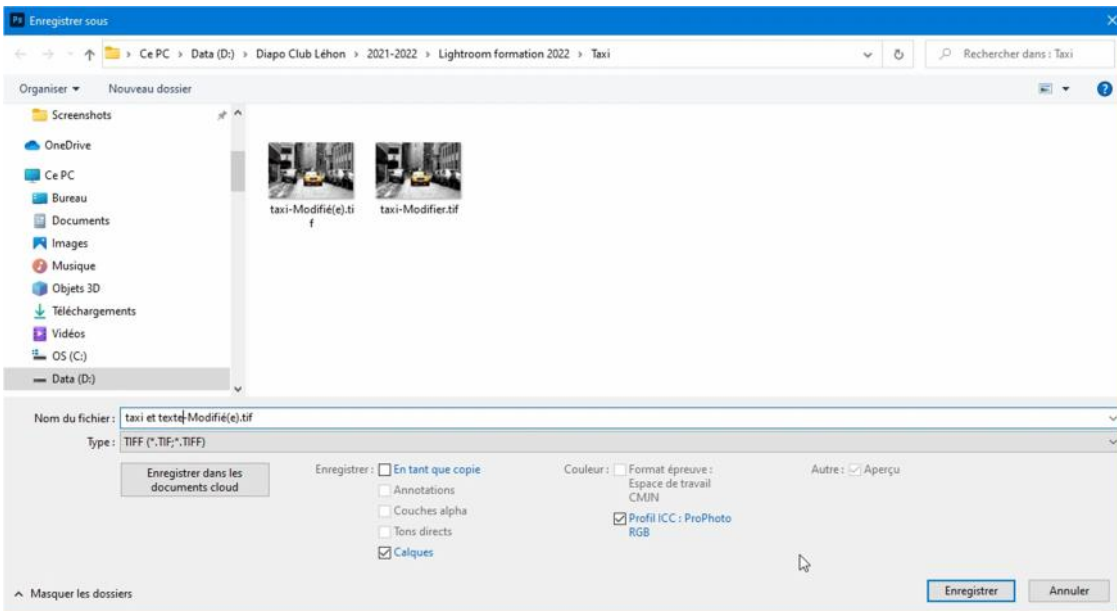 Ps Enregistrer sous
Ce PC > Data (D:) > Diapo Club Léhon > 2021-2022 > Lightroom formation 2022 > Taxi
Rechercher dans : Taxi
Organiser Nouveau dossier
Screenshots
OneDrive
Ce PC
Bureau
Documents
Images
Musique
Objets 3D
Téléchargements
Vidéos
OS (C:)
Data (D:)
taxi-Modifié(e).ti
f
taxi-Modifier.tif
Nom du fichier : taxi et texte-Modifié(e).tif
Type : TIFF (*.TIF;*.TIFF)
Enregistrer dans les
documents cloud
Enregistrer : En tant que copie
Annotations
Couches alpha
Tons directs
Calques
Couleur : Format épreuve :
Espace de travail
CMJN
Profil ICC : ProPhoto
RGB
Autre : Aperçu
Masquer les dossiers
Enregistrer
Annuler